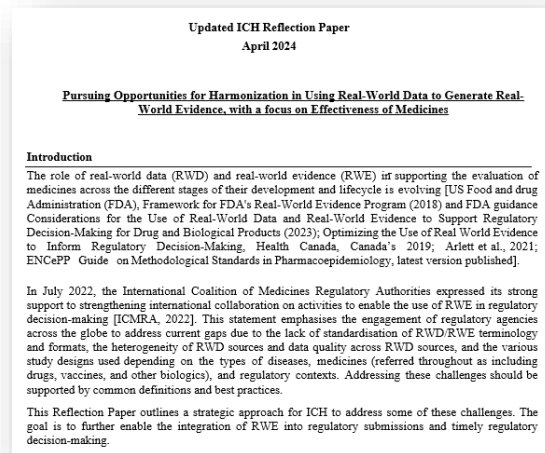 Updated ICH Reflection Paper
April 2024
Pursuing Opportunities for Harmonization in Using Real-World Data to Generate Real-
World Evidence, with a focus on Effectiveness of Medicines
Introduction
The role of real-world data (RWD) and real-world evidence (RWE) in supporting the evaluation of
medicines across the different stages of their development and lifecycle is evolving [US Food and drug
Administration (FDA), Framework for FDA's Real-World Evidence Program (2018) and FDA guidance
Considerations for the Use of Real-World Data and Real-World Evidence to Support Regulatory
Decision-Making for Drug and Biological Products (2023); Optimizing the Use of Real World Evidence
to Inform Regulatory Decision-Making, Health Canada, Canada's 2019; Arlett et al., 2021;
ENCePP Guide on Methodological Standards in Pharmacoepidemiology, latest version published].
In July 2022, the International Coalition of Medicines Regulatory Authorities expressed its strong
support to strengthening international collaboration on activities to enable the use of RWE in regulatory
decision-making [ICMRA, 2022]. This statement emphasises the engagement of regulatory agencies
across the globe to address current gaps due to the lack of standardisation of RWD/RWE terminology
and formats, the heterogeneity of RWD sources and data quality across RWD sources, and the various
study designs used depending on the types of diseases, medicines (referred throughout as including
drugs, vaccines, and other biologics), and regulatory contexts. Addressing these challenges should be
supported by common definitions and best practices.
This Reflection Paper outlines a strategic approach for ICH to address some of these challenges. The
goal is to further enable the integration of RWE into regulatory submissions and timely regulatory
decision-making.